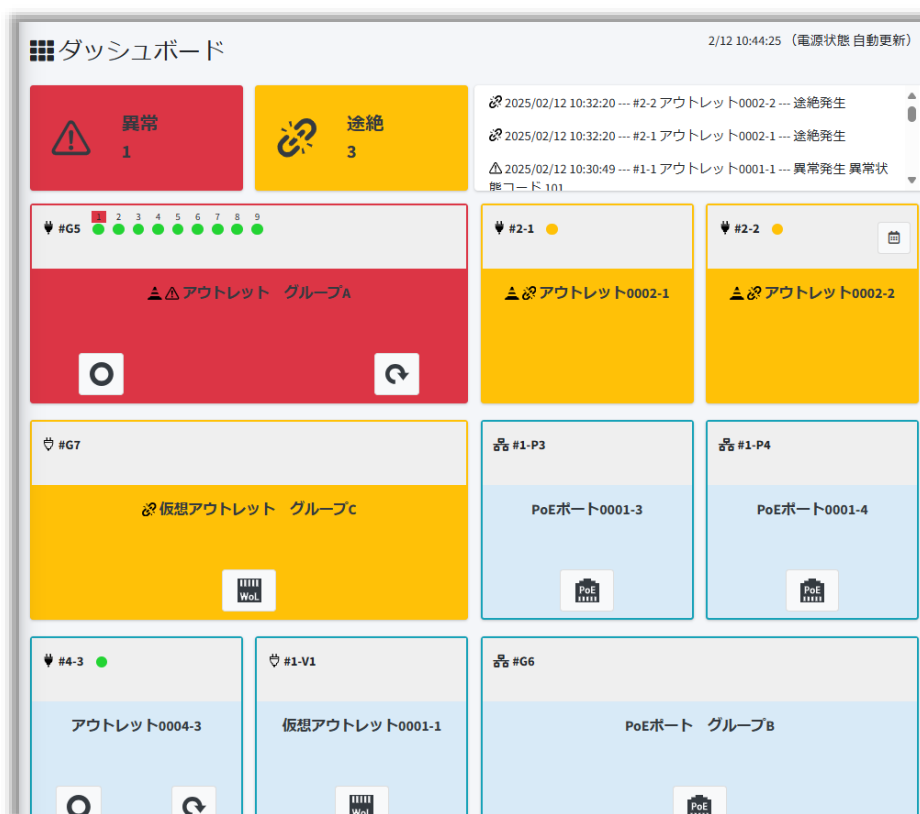 ダッシュボード
2/12 10:44:25 （電源状態 自動更新）
異常
1
途絶
3
2025/02/12 10:32:20 --- #2-2 アウトレット0002-2 --- 途絶発生
2025/02/12 10:32:20 --- #2-1 アウトレット0002-1 --- 途絶発生
2025/02/12 10:30:49 --- #1-1 アウトレット0001-1 --- 異常発生 異常状
態コード 101
#G5 1 2 3 4 5 6 7 8 9
アウトレット　グループA
#2-1
アウトレット0002-1
#2-2
アウトレット0002-2
#G7
仮想アウトレット　グループC
WoL
#1-P3
PoEポート0001-3
PoE
#1-P4
PoEポート0001-4
PoE
#4-3
アウトレット0004-3
#1-V1
仮想アウトレット0001-1
WoL
#G6
PoEポート　グループB
PoE